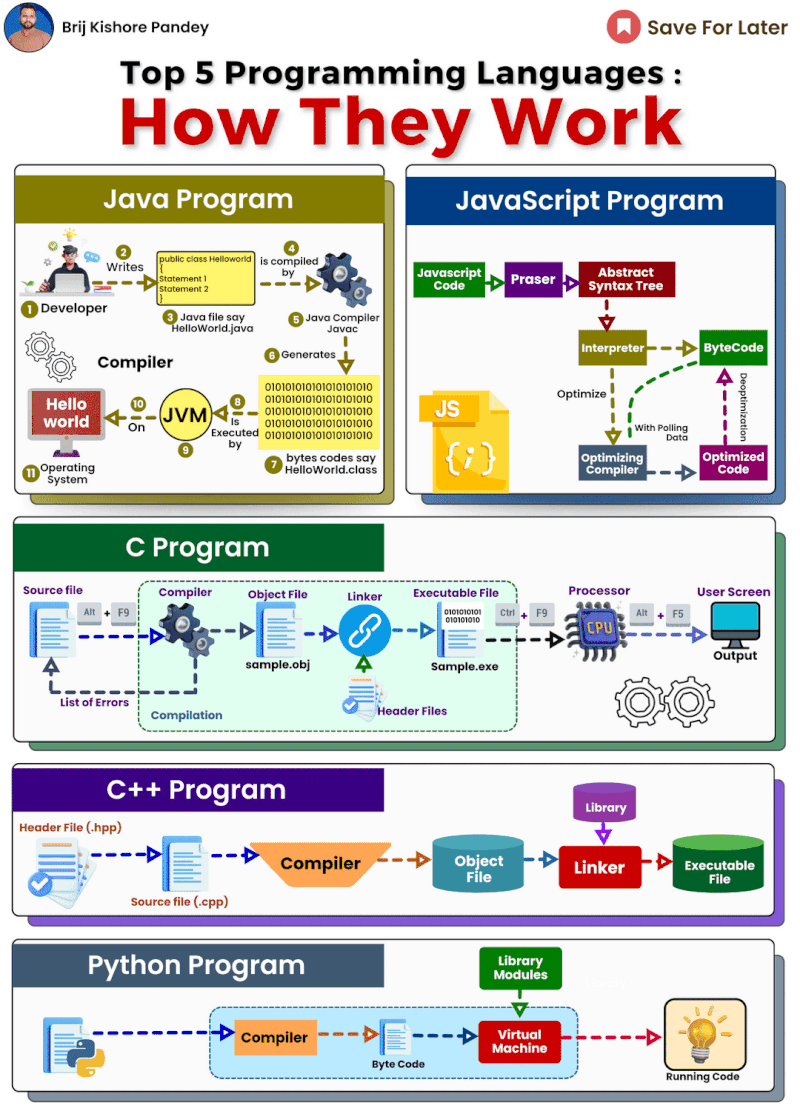 Brij Kishore Pandey
Save For Later
Top 5 Programming Languages :
How They Work
Java Program
2
Writes
public class Helloworld
{
Statement 1
Statement 2
}
4
is compiled
by
1 Developer
3 Java file say
HelloWorld.java
5 Java Compiler
Javac
Compiler
6 Generates
Hello
world
10
On
JVM
9
8
Is
Executed
by
010101010101010101010
010101010101010101010
010101010101010101010
010101010101010101010
010101010101010101010
7 bytes codes say
HelloWorld.class
11 Operating
System
JavaScript Program
Javascript
Code
Praser
Abstract
Syntax Tree
Interpreter
ByteCode
Optimize
JS
{;}
With Polling
Data
Deoptimization
Optimizing
Compiler
Optimized
Code
C Program
Source file
Alt + F9
Compiler
Object File
sample.obj
Linker
Executable File
0101010101
010101010
Sample.exe
Ctrl + F9
Processor
CPU
Alt + F5
User Screen
Output
List of Errors
Compilation
Header Files
C++ Program
Header File (.hpp)
Source file (.cpp)
Compiler
Object
File
Library
Linker
Executable
File
Python Program
Library
Modules
Compiler
Byte Code
Virtual
Machine
Running Code